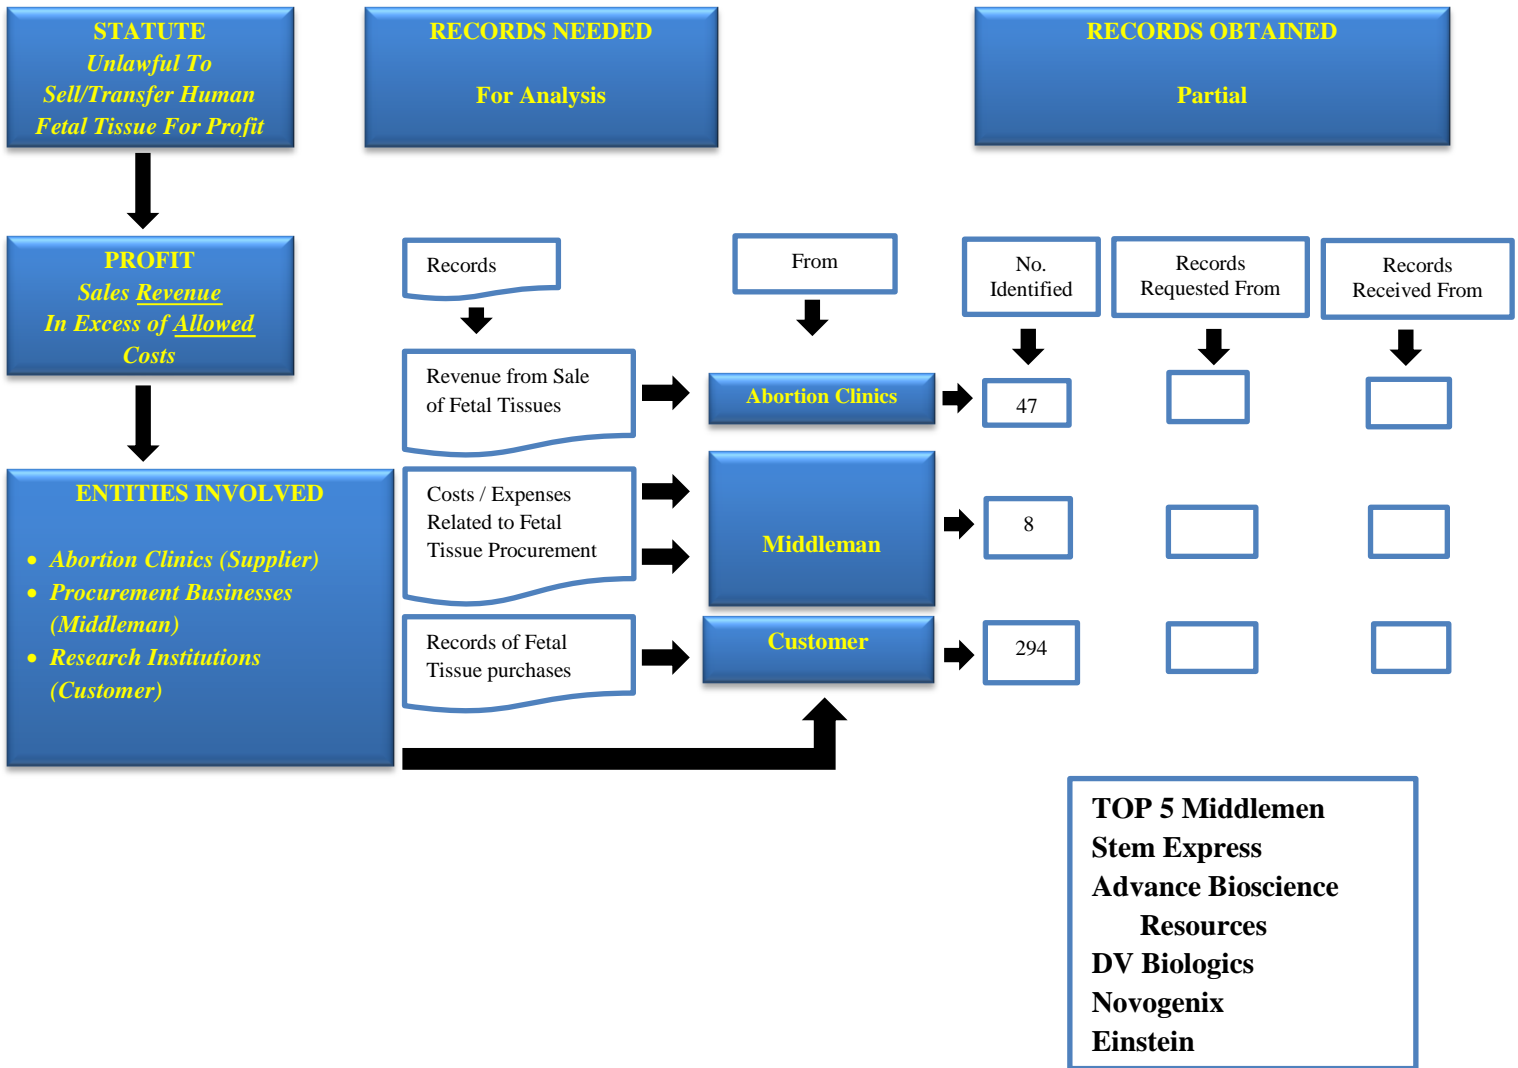 STATUTE
Unlawful To
Sell/Transfer Human
Fetal Tissue For Profit
RECORDS NEEDED
For Analysis
RECORDS OBTAINED
Partial
PROFIT
Sales Revenue
In Excess of Allowed
Costs
Records
From
No.
Identified
Records
Requested From
Records
Received From
Revenue from Sale
of Fetal Tissues
Abortion Clinics
47
ENTITIES INVOLVED
• Abortion Clinics (Supplier)
• Procurement Businesses
(Middleman)
• Research Institutions
(Customer)
Costs / Expenses
Related to Fetal
Tissue Procurement
Middleman
8
Records of Fetal
Tissue purchases
Customer
294
TOP 5 Middlemen
Stem Express
Advance Bioscience
Resources
DV Biologics
Novogenix
Einstein